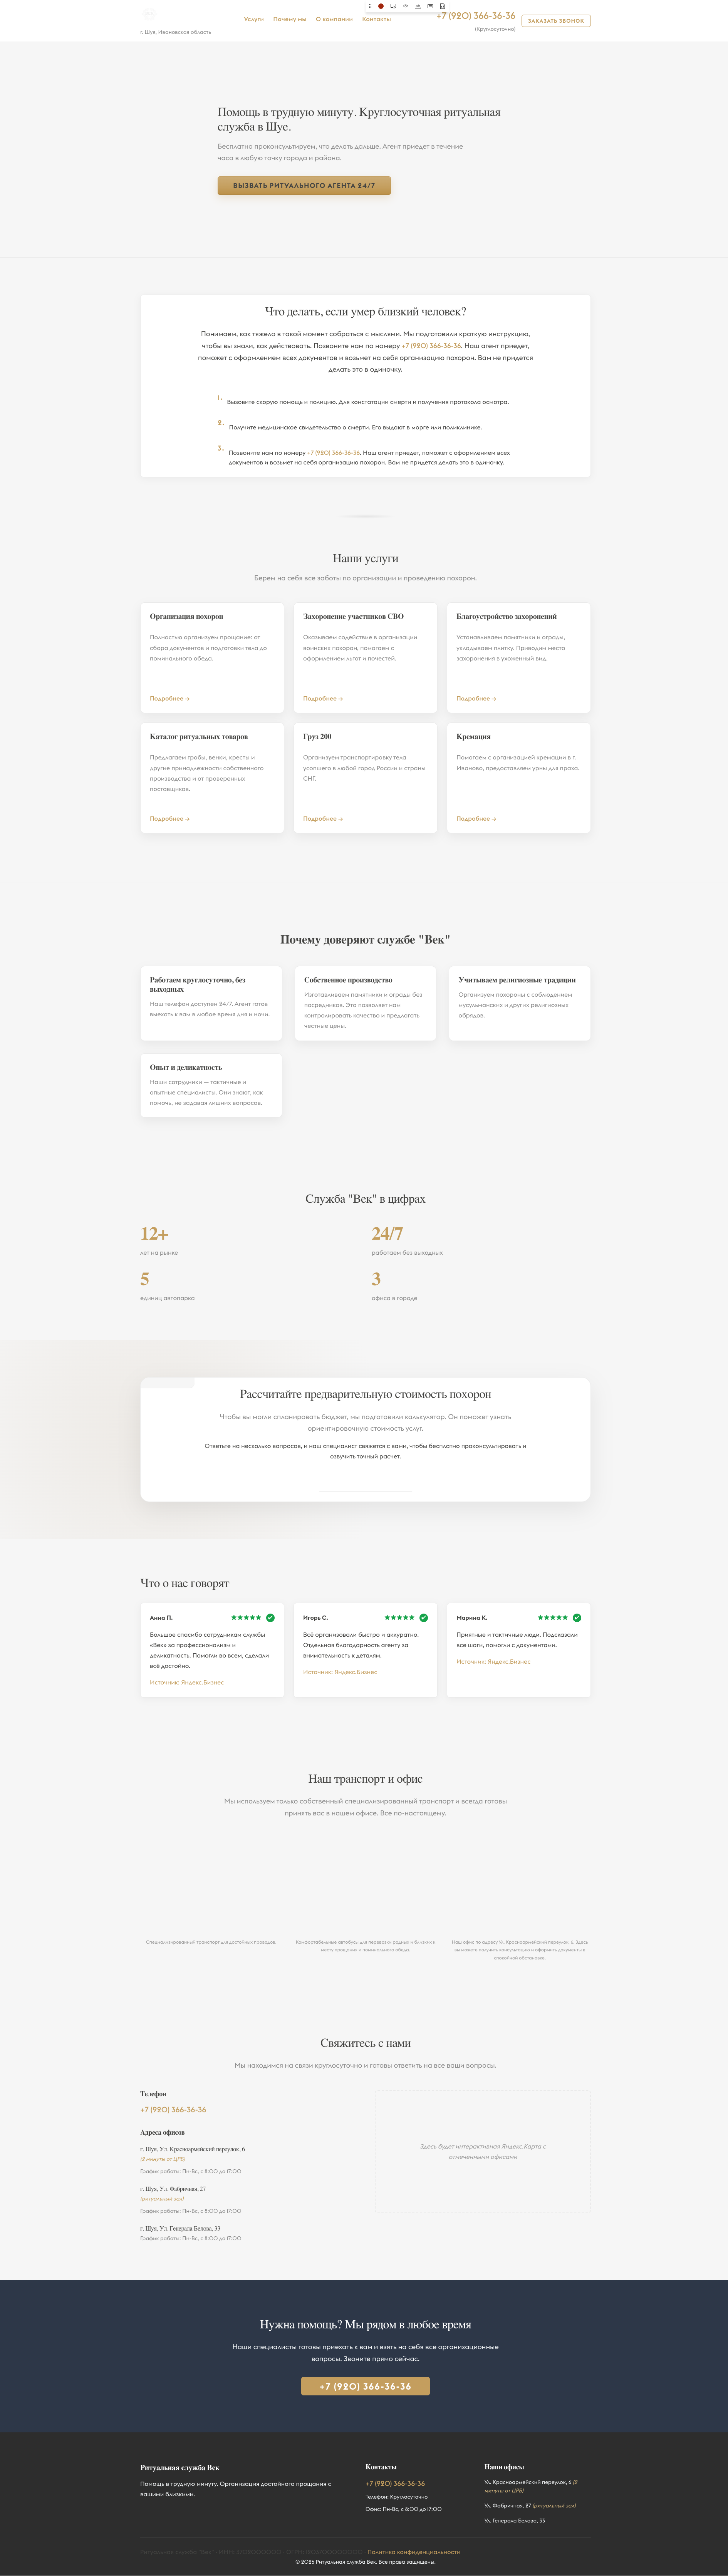 г. Шуя, Ивановская область
Услуги Почему мы О компании Контакты
+7 (920) 366-36-36
(Круглосуточно)
ЗАКАЗАТЬ ЗВОНОК
Помощь в трудную минуту. Круглосуточная ритуальная
служба в Шуе.
Бесплатно проконсультируем, что делать дальше. Агент приедет в течение
часа в любую точку города и района.
ВЫЗВАТЬ РИТУАЛЬНОГО АГЕНТА 24/7
Что делать, если умер близкий человек?
Понимаем, как тяжело в такой момент собраться с мыслями. Мы подготовили краткую инструкцию,
чтобы вы знали, как действовать. Позвоните нам по номеру +7 (920) 366-36-36. Наш агент приедет,
поможет с оформлением всех документов и возьмет на себя организацию похорон. Вам не придется
делать это в одиночку.
1. Вызовите скорую помощь и полицию. Для констатации смерти и получения протокола осмотра.
2. Получите медицинское свидетельство о смерти. Его выдают в морге или поликлинике.
3. Позвоните нам по номеру +7 (920) 366-36-36. Наш агент приедет, поможет с оформлением всех
документов и возьмет на себя организацию похорон. Вам не придется делать это в одиночку.
Наши услуги
Берем на себя все заботы по организации и проведению похорон.
Организация похорон
Полностью организуем прощание: от
сбора документов и подготовки тела до
поминального обеда.
Подробнее →
Захоронение участников СВО
Оказываем содействие в организации
воинских похорон, помогаем с
оформлением льгот и почестей.
Подробнее →
Благоустройство захоронений
Устанавливаем памятники и ограды,
укладываем плитку. Приводим место
захоронения в ухоженный вид.
Подробнее →
Каталог ритуальных товаров
Предлагаем гробы, венки, кресты и
другие принадлежности собственного
производства и от проверенных
поставщиков.
Подробнее →
Груз 200
Организуем транспортировку тела
усопшего в любой город России и страны
СНГ.
Подробнее →
Кремация
Помогаем с организацией кремации в г.
Иваново, предоставляем урны для праха.
Подробнее →
Почему доверяют службе "Век"
Работаем круглосуточно, без
выходных
Наш телефон доступен 24/7. Агент готов
выехать к вам в любое время дня и ночи.
Собственное производство
Изготавливаем памятники и ограды без
посредников. Это позволяет нам
контролировать качество и предлагать
честные цены.
Учитываем религиозные традиции
Организуем похороны с соблюдением
мусульманских и других религиозных
обрядов.
Опыт и деликатность
Наши сотрудники — тактичные и
опытные специалисты. Они знают, как
помочь, не задавая лишних вопросов.
Служба "Век" в цифрах
12+
лет на рынке
24/7
работаем без выходных
5
единиц автопарка
3
офиса в городе
Рассчитайте предварительную стоимость похорон
Чтобы вы могли спланировать бюджет, мы подготовили калькулятор. Он поможет узнать
ориентировочную стоимость услуг.
Ответьте на несколько вопросов, и наш специалист свяжется с вами, чтобы бесплатно проконсультировать и
озвучить точный расчет.
Что о нас говорят
Анна П.
Большое спасибо сотрудникам службы
«Век» за профессионализм и
деликатность. Помогли во всем, сделали
всё достойно.
Источник: Яндекс.Бизнес
Игорь С.
Всё организовали быстро и аккуратно.
Отдельная благодарность агенту за
внимательность к деталям.
Источник: Яндекс.Бизнес
Марина К.
Приятные и тактичные люди. Подсказали
все шаги, помогли с документами.
Источник: Яндекс.Бизнес
Наш транспорт и офис
Мы используем только собственный специализированный транспорт и всегда готовы
принять вас в нашем офисе. Все по-настоящему.
Специализированный транспорт для достойных проводов.
Комфортабельные автобусы для перевозки родных и близких к
месту прощания и поминального обеда.
Наш офис по адресу Ул. Красноармейский переулок, 6. Здесь
вы можете получить консультацию и оформить документы в
спокойной обстановке.
Свяжитесь с нами
Мы находимся на связи круглосуточно и готовы ответить на все ваши вопросы.
Телефон
+7 (920) 366-36-36
Адреса офисов
г. Шуя, Ул. Красноармейский переулок, 6
(2 минуты от ЦРБ)
График работы: Пн-Вс, с 8:00 до 17:00
г. Шуя, Ул. Фабричная, 27
(ритуальный зал)
График работы: Пн-Вс, с 8:00 до 17:00
г. Шуя, Ул. Генерала Белова, 33
График работы: Пн-Вс, с 8:00 до 17:00
Здесь будет интерактивная Яндекс.Карта с
отмеченными офисами
Нужна помощь? Мы рядом в любое время
Наши специалисты готовы приехать к вам и взять на себя все организационные
вопросы. Звоните прямо сейчас.
+7 (920) 366-36-36
Ритуальная служба Век
Помощь в трудную минуту. Организация достойного прощания с
вашими близкими.
Контакты
+7 (920) 366-36-36
Телефон: Круглосуточно
Офис: Пн-Вс, с 8:00 до 17:00
Наши офисы
Ул. Красноармейский переулок, 6 (2
минуты от ЦРБ)
Ул. Фабричная, 27 (ритуальный зал)
Ул. Генерала Белова, 33
Политика конфиденциальности
© 2025 Ритуальная служба Век. Все права защищены.